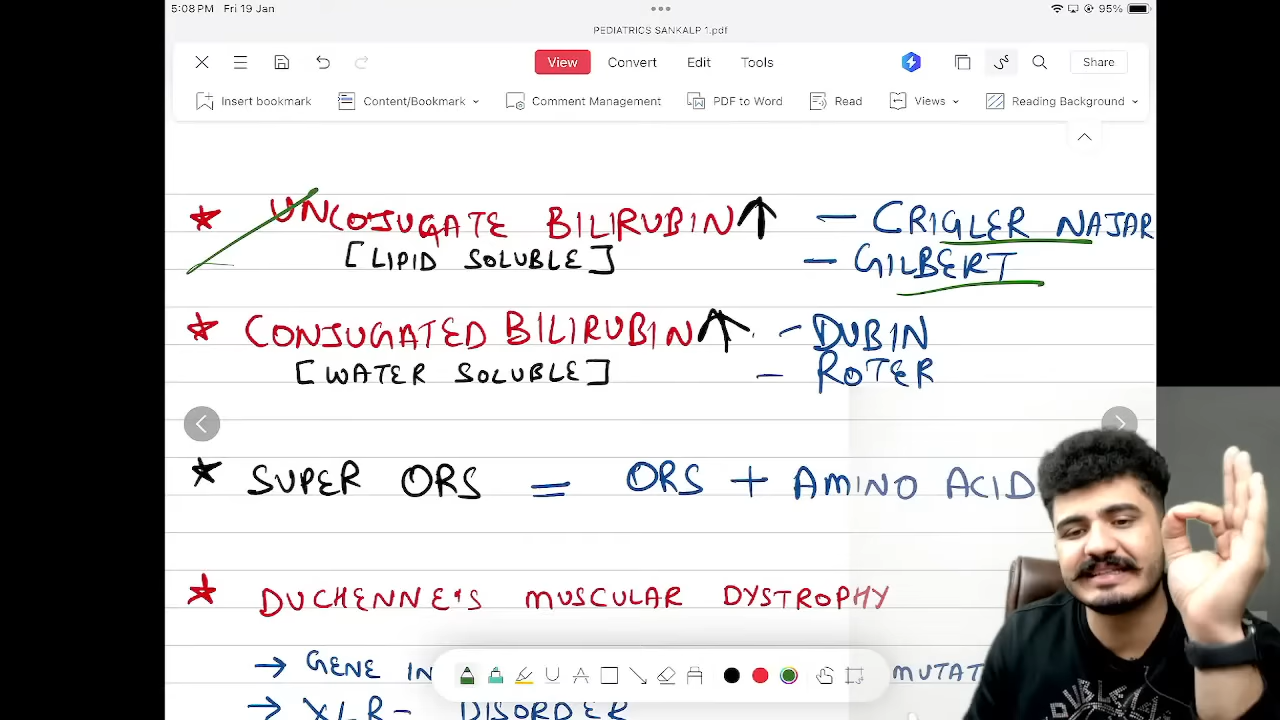 5:08 PM Fri 19 Jan
95%
PEDIATRICS SANKALP 1.pdf
View Convert Edit Tools
Share
Insert bookmark Content/Bookmark Comment Management PDF to Word Read Views Reading Background
UNCOJUGATE BILIRUBIN ↑ – CRIGLER NAJAR
[LIPID SOLUBLE] – GILBERT
CONJUGATED BILIRUBIN ↑ – DUBIN
[WATER SOLUBLE] – ROTER
SUPER ORS = ORS + AMINO ACID
DUCHENNE'S MUSCULAR DYSTROPHY
→ GENE IN
→ XLR – DISORDER